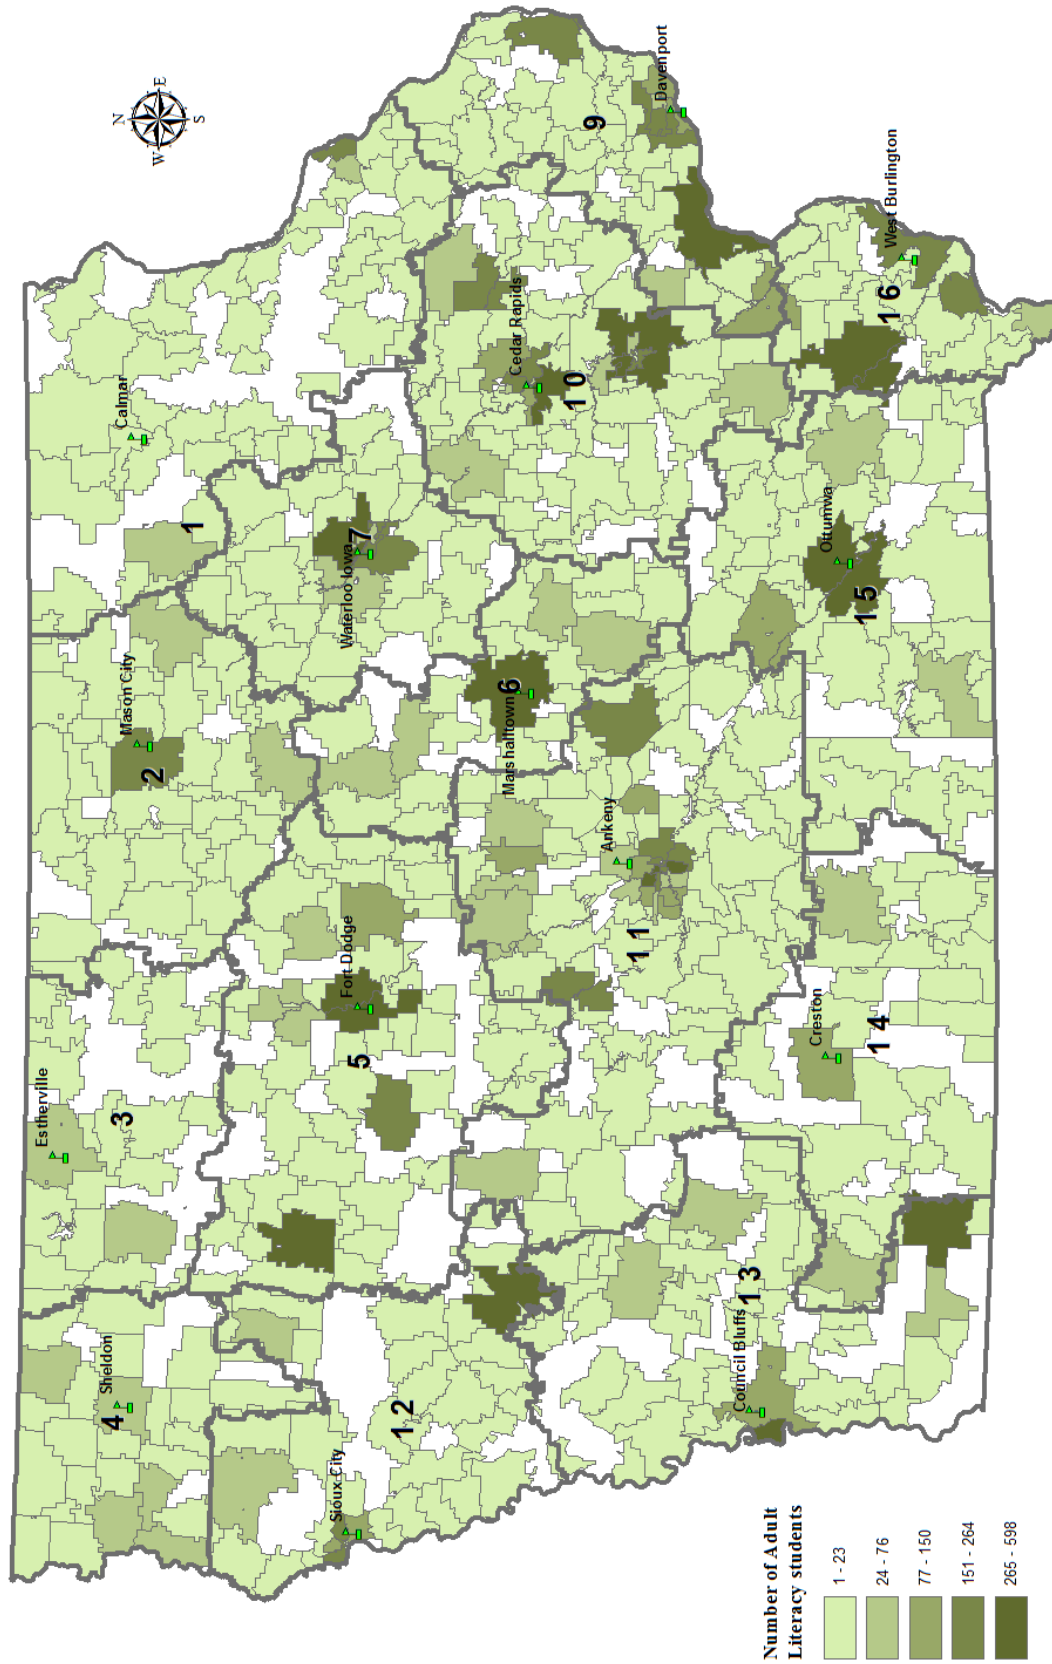 N
W
E
S
Estherville
Sheldon
Mason City
Calmar
4
3
2
1
Sioux City
Fort Dodge
Waterloo Iowa
7
12
5
Marshalltown
6
Cedar Rapids
10
9
Davenport
Ankeny
11
Council Bluffs
13
Creston
14
Ottumwa
15
West Burlington
16
Number of Adult
Literacy students
1 - 23
24 - 76
77 - 150
151 - 264
265 - 598